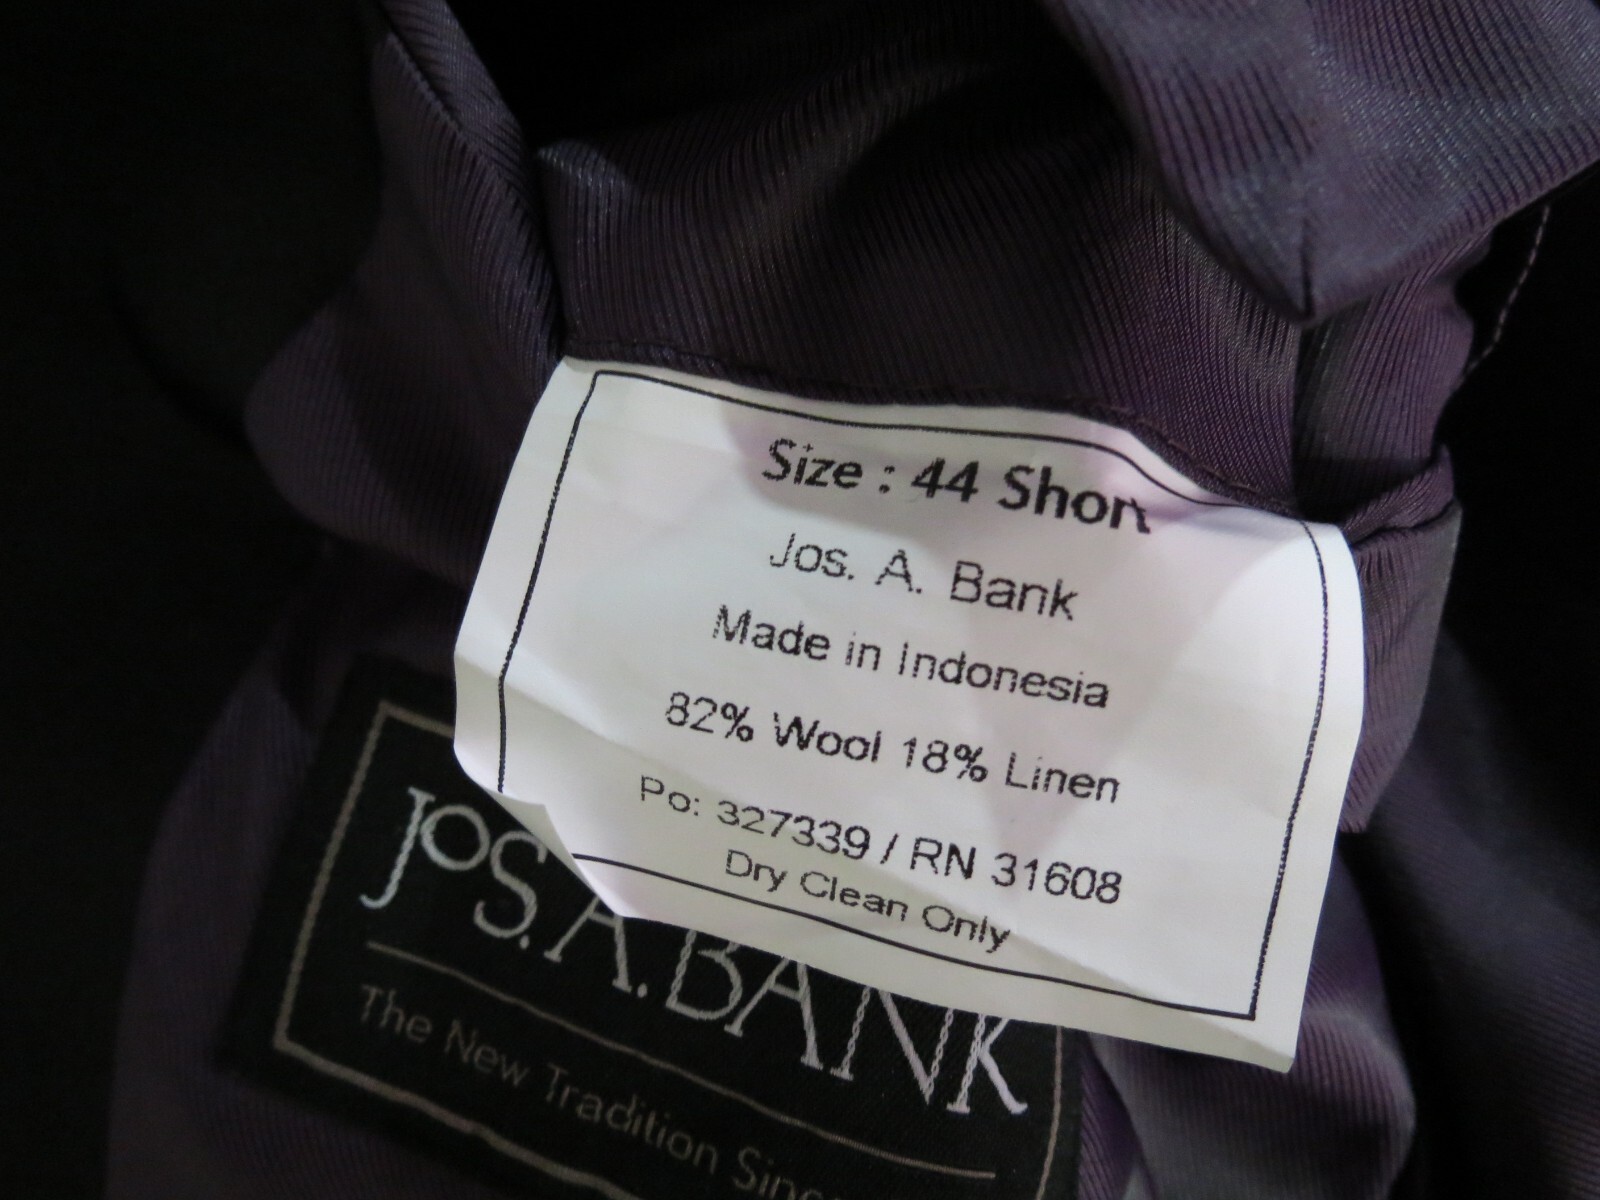 Size : 44 Short
Jos. A. Bank
Made in Indonesia
82% Wool 18% Linen
Po: 327339 / RN 31608
Dry Clean Only
JOS. A. BANK
The New Tradition